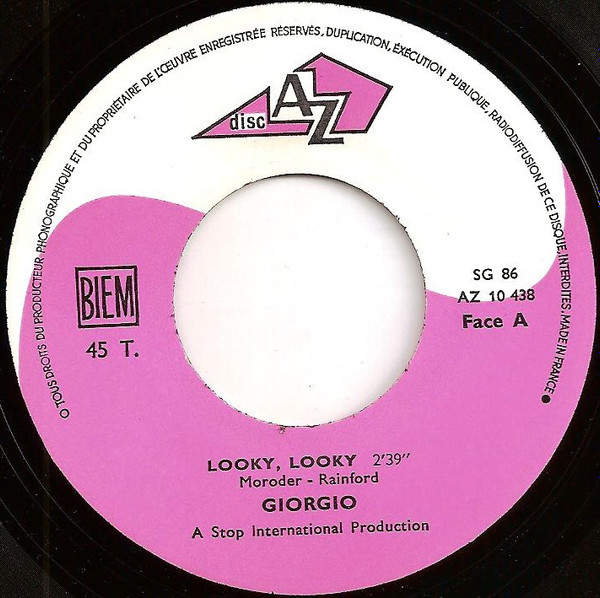 O TOUS DROITS DU PRODUCTEUR PHONOGRAPHIQUE ET DU PROPRIÉTAIRE DE L'ŒUVRE ENREGISTRÉE RÉSERVÉS, DUPLICATION, EXÉCUTION PUBLIQUE, RADIODIFFUSION DE CE DISQUE, INTERDITES, MADE IN FRANCE ●
disc AZ
BIEM
45 T.
SG 86
AZ 10 438
Face A
LOOKY, LOOKY 2'39"
Moroder - Rainford
GIORGIO
A Stop International Production